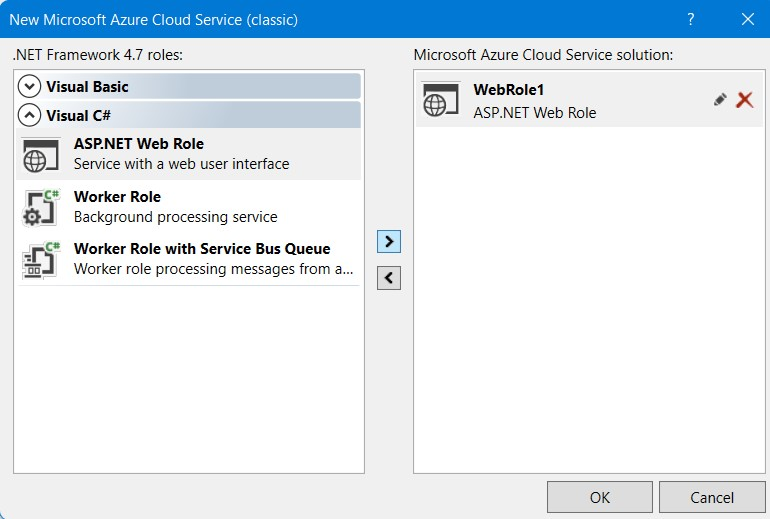 New Microsoft Azure Cloud Service (classic)
?
.NET Framework 4.7 roles:
Visual Basic
Visual C#
ASP.NET Web Role
Service with a web user interface
C#
Worker Role
Background processing service
C#
Worker Role with Service Bus Queue
Worker role processing messages from a...
Microsoft Azure Cloud Service solution:
WebRole1
ASP.NET Web Role
OK
Cancel